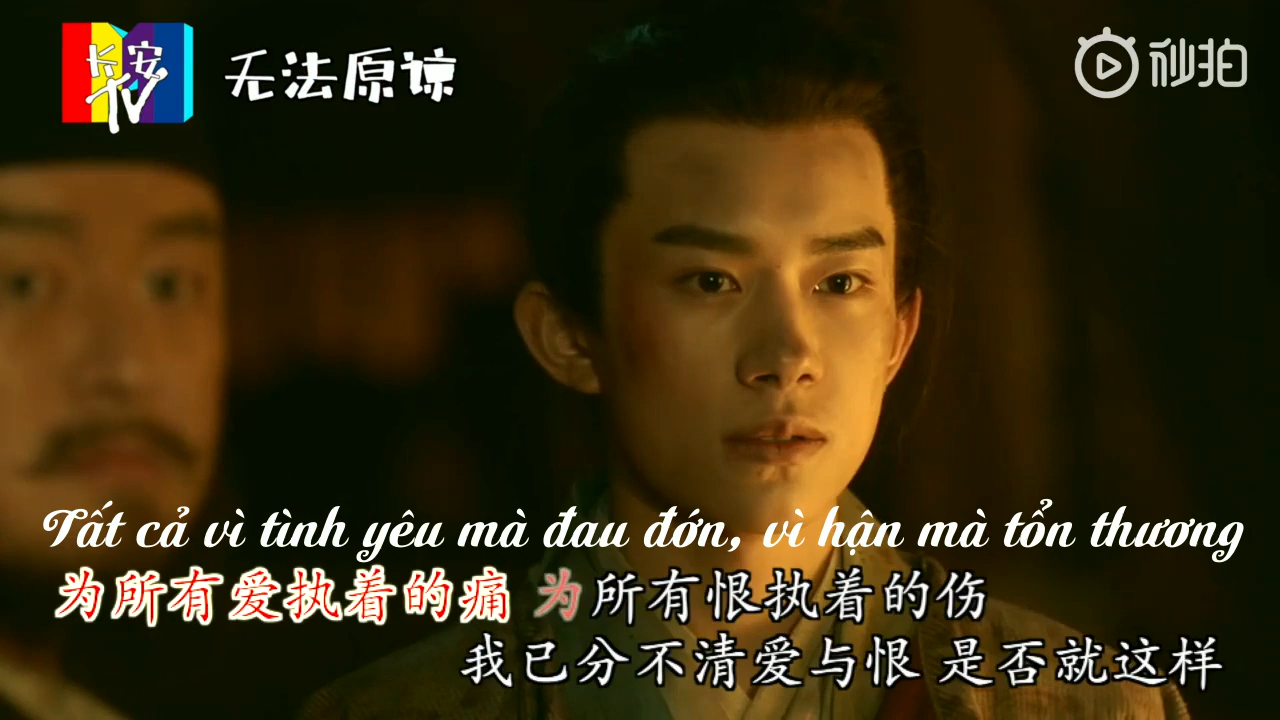 长安TV
无法原谅
秒拍
Tất cả vì tình yêu mà đau đớn, vì hận mà tổn thương
为所有爱执着的痛 为所有恨执着的伤
我已分不清爱与恨 是否就这样